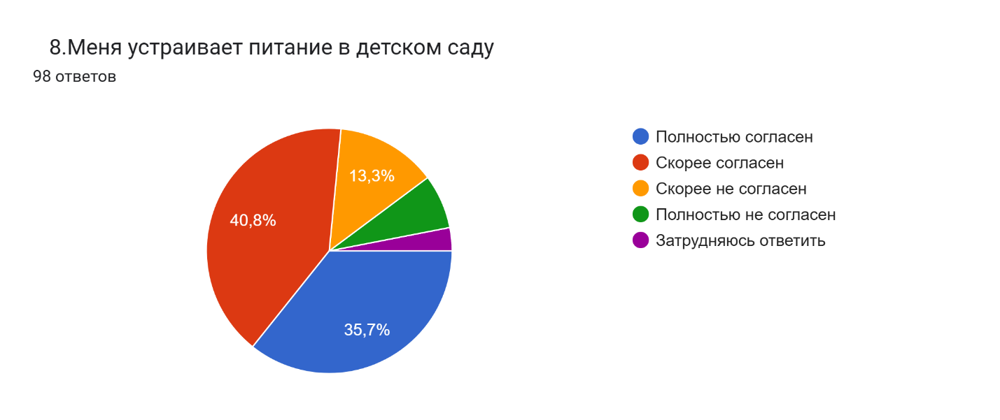 8.Меня устраивает питание в детском саду
98 ответов
13,3%
40,8%
35,7%
Полностью согласен
Скорее согласен
Скорее не согласен
Полностью не согласен
Затрудняюсь ответить